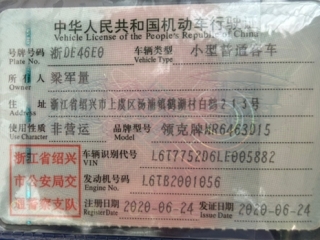 中华人民共和国机动车行驶证
Vehicle License of the People's Republic of China
号牌号码 Plate No. 浙DE46E0 车辆类型 Vehicle Type 小型普通客车
所有人 Owner 梁军量
住址 Address 浙江省绍兴市上虞区汤浦镇 村白 213号
使用性质 Use Character 非营运 品牌型号 Model 领克牌MR6463D15
浙江省绍兴市公安局交通警察支队
车辆识别代号 VIN L6T7752D6LE005882
发动机号码 Engine No. L6TB2001056
注册日期 Register Date 2020-06-24 发证日期 Issue Date 2020-06-24